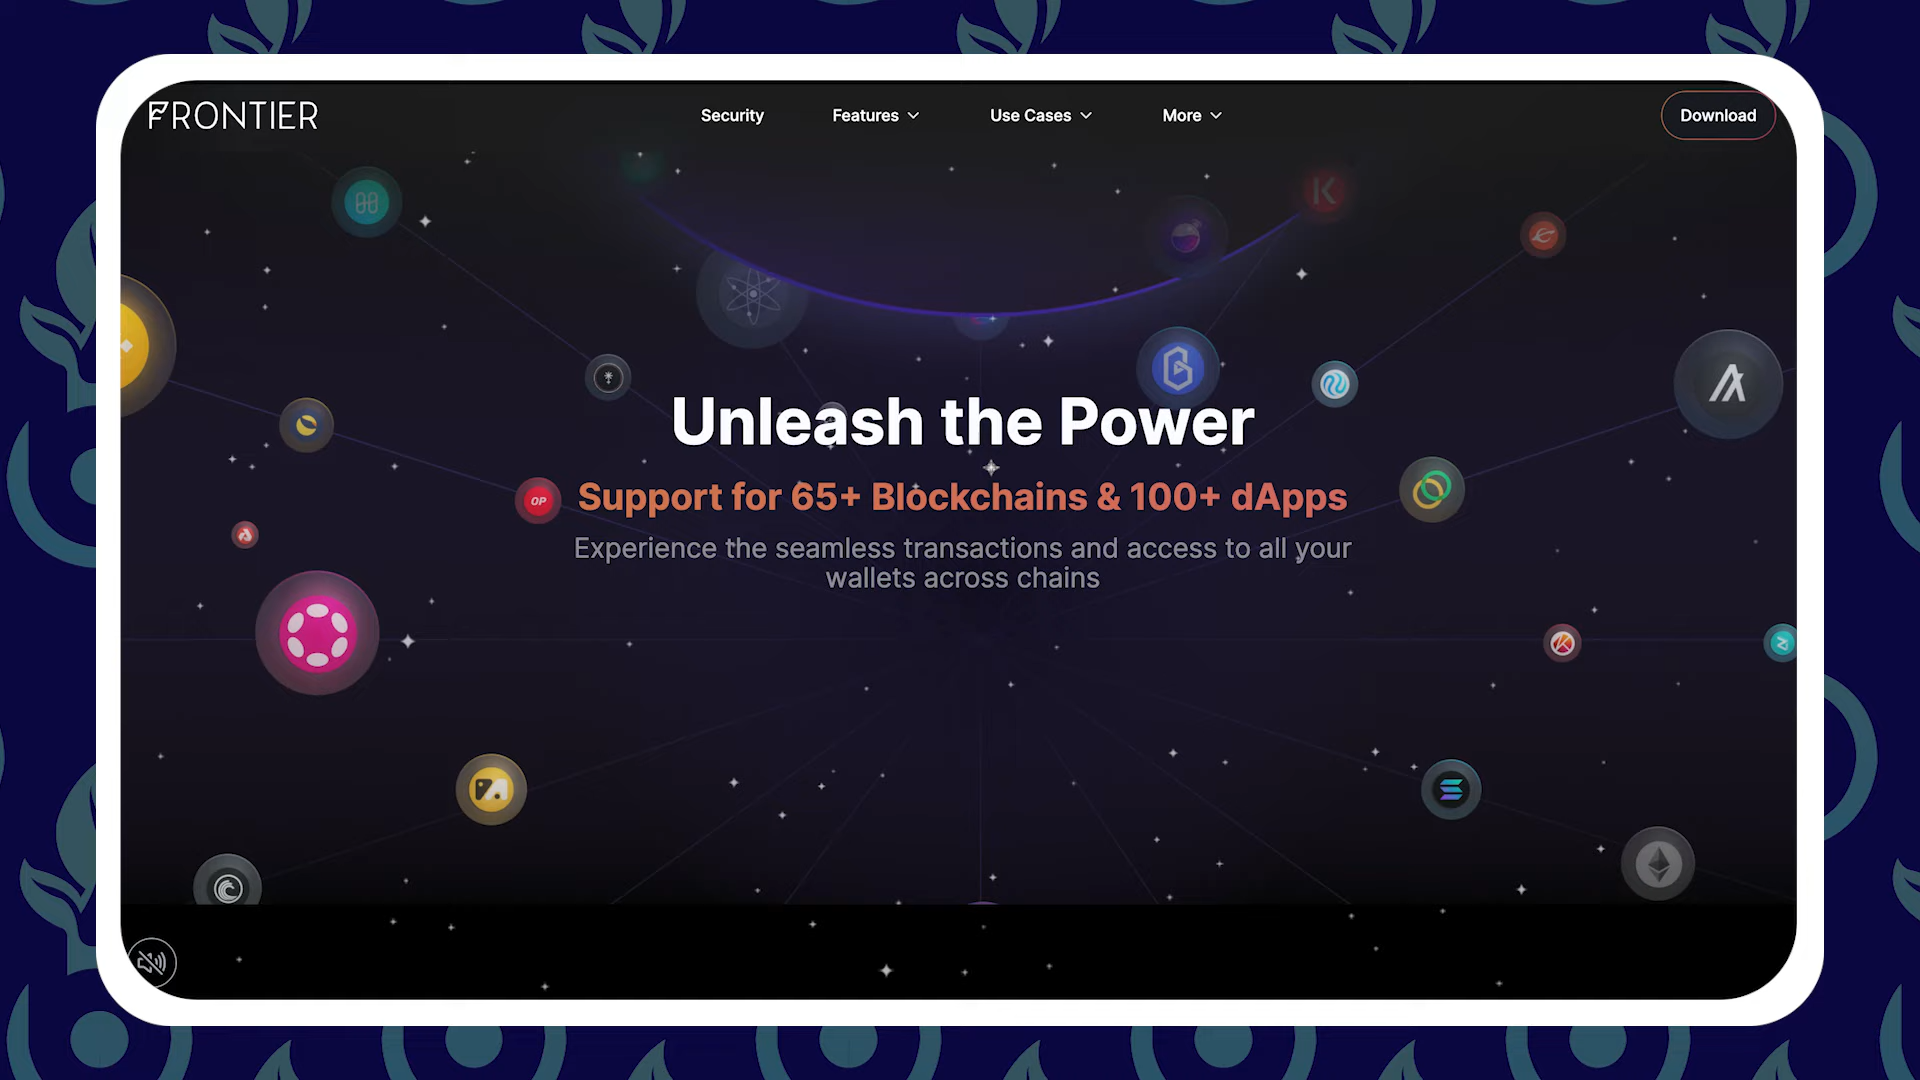 FRONTIER
Security
Features
Use Cases
More
Download
Unleash the Power
Support for 65+ Blockchains & 100+ dApps
Experience the seamless transactions and access to all your
wallets across chains
OP